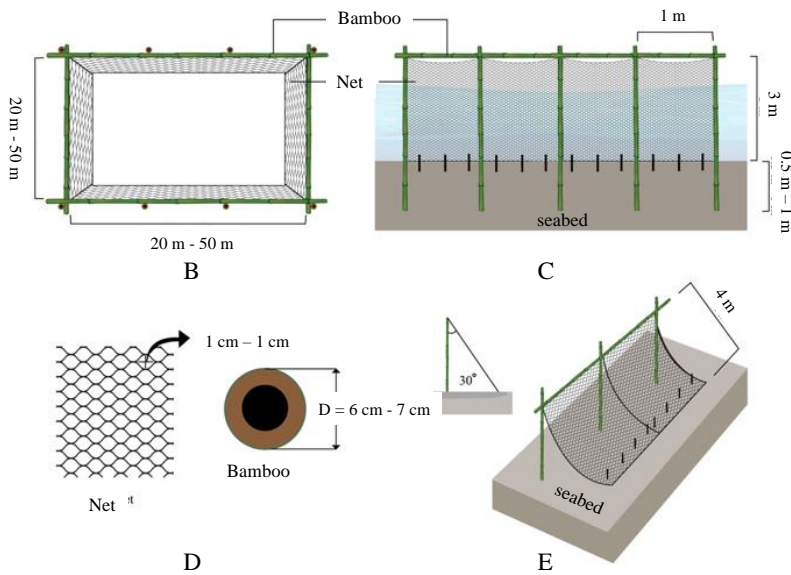 Bamboo
Net
1 m
20 m - 50 m
20 m - 50 m
B
3 m
0.5 m – 1 m
seabed
C
1 cm – 1 cm
D = 6 cm - 7 cm
Bamboo
Net
D
30°
4 m
seabed
E